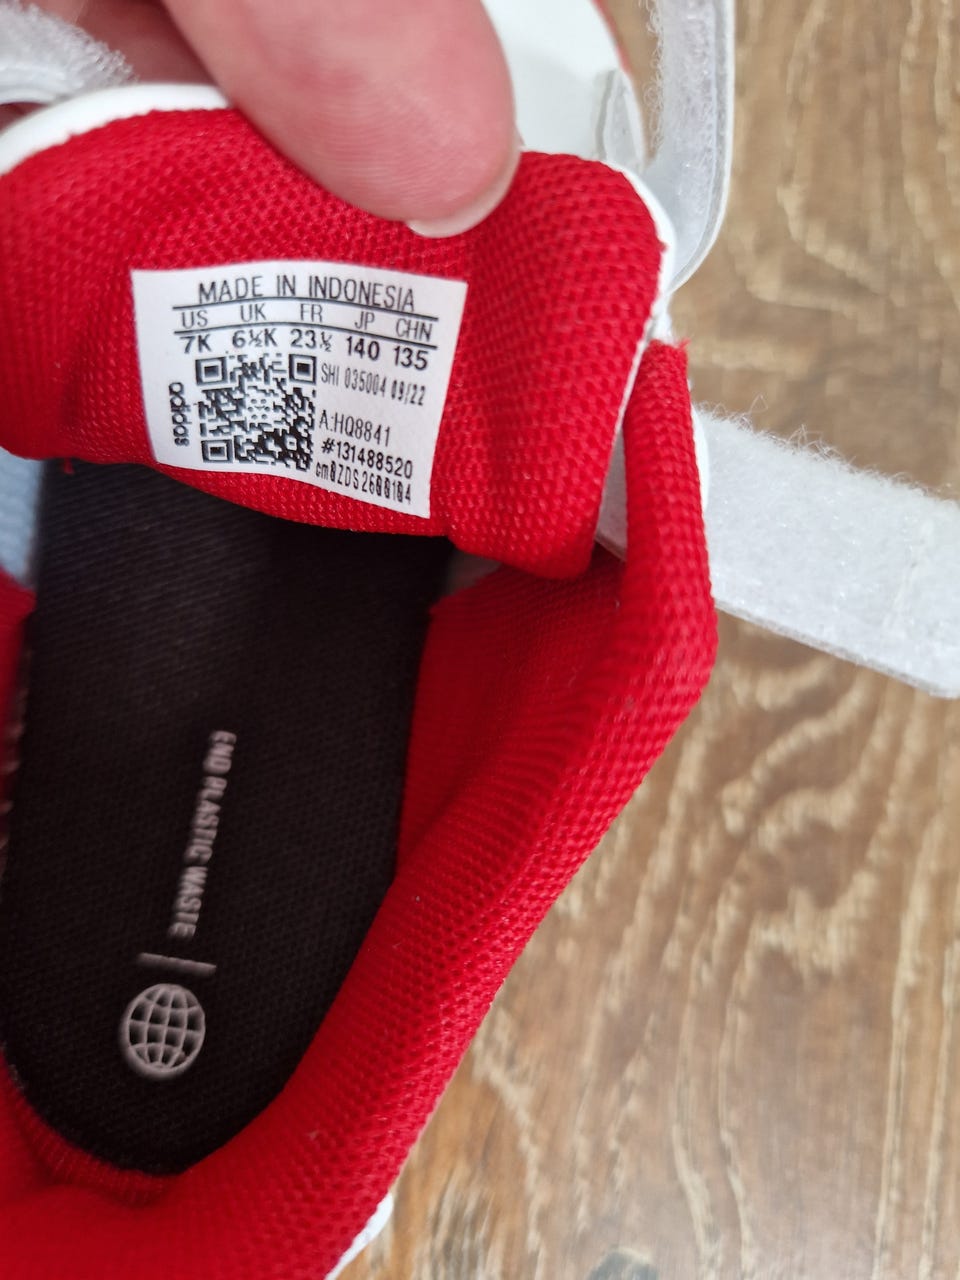 MADE IN INDONESIA
US UK FR JP CHN
7K 6½K 23½ 140 135
SHI 035004 09/22
adidas
A:HQ8841
#131488520
cm0ZDS2600104
END PLASTIC WASTE